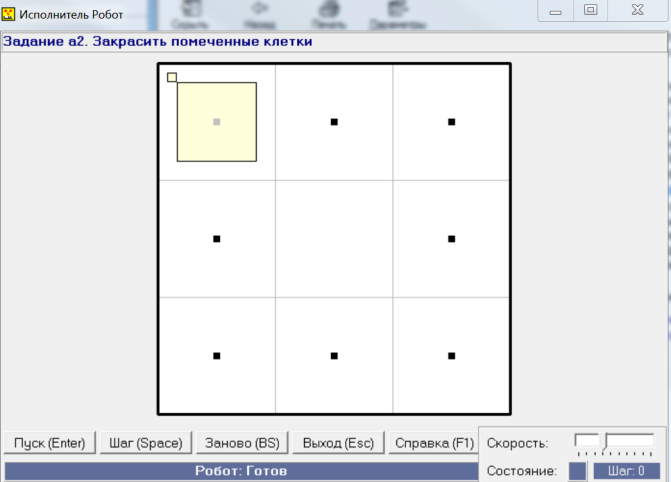 Исполнитель Робот
Скрыть Назад Печать Параметры
Задание a2. Закрасить помеченные клетки
Пуск (Enter) Шаг (Space) Заново (BS) Выход (Esc) Справка (F1) Скорость:
Робот: Готов Состояние: Шаг: 0